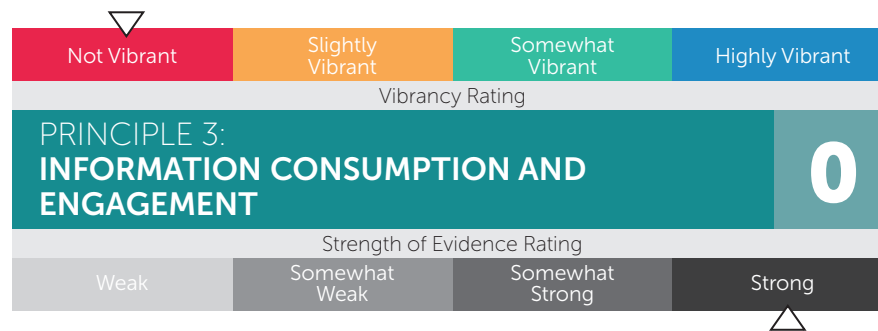 Not Vibrant
Slightly
Vibrant
Somewhat
Vibrant
Highly Vibrant
Vibrancy Rating
PRINCIPLE 3:
INFORMATION CONSUMPTION AND
ENGAGEMENT
0
Strength of Evidence Rating
Weak
Somewhat
Weak
Somewhat
Strong
Strong